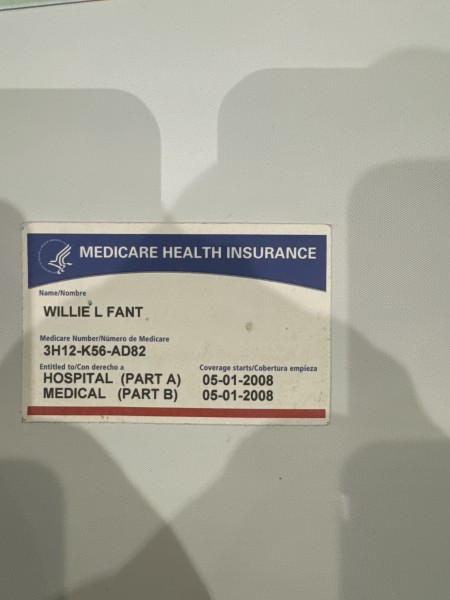 MEDICARE HEALTH INSURANCE
Name/Nombre
WILLIE L FANT
Medicare Number/Número de Medicare
3H12-K56-AD82
Entitled to/Con derecho a Coverage starts/Cobertura empieza
HOSPITAL (PART A) 05-01-2008
MEDICAL (PART B) 05-01-2008